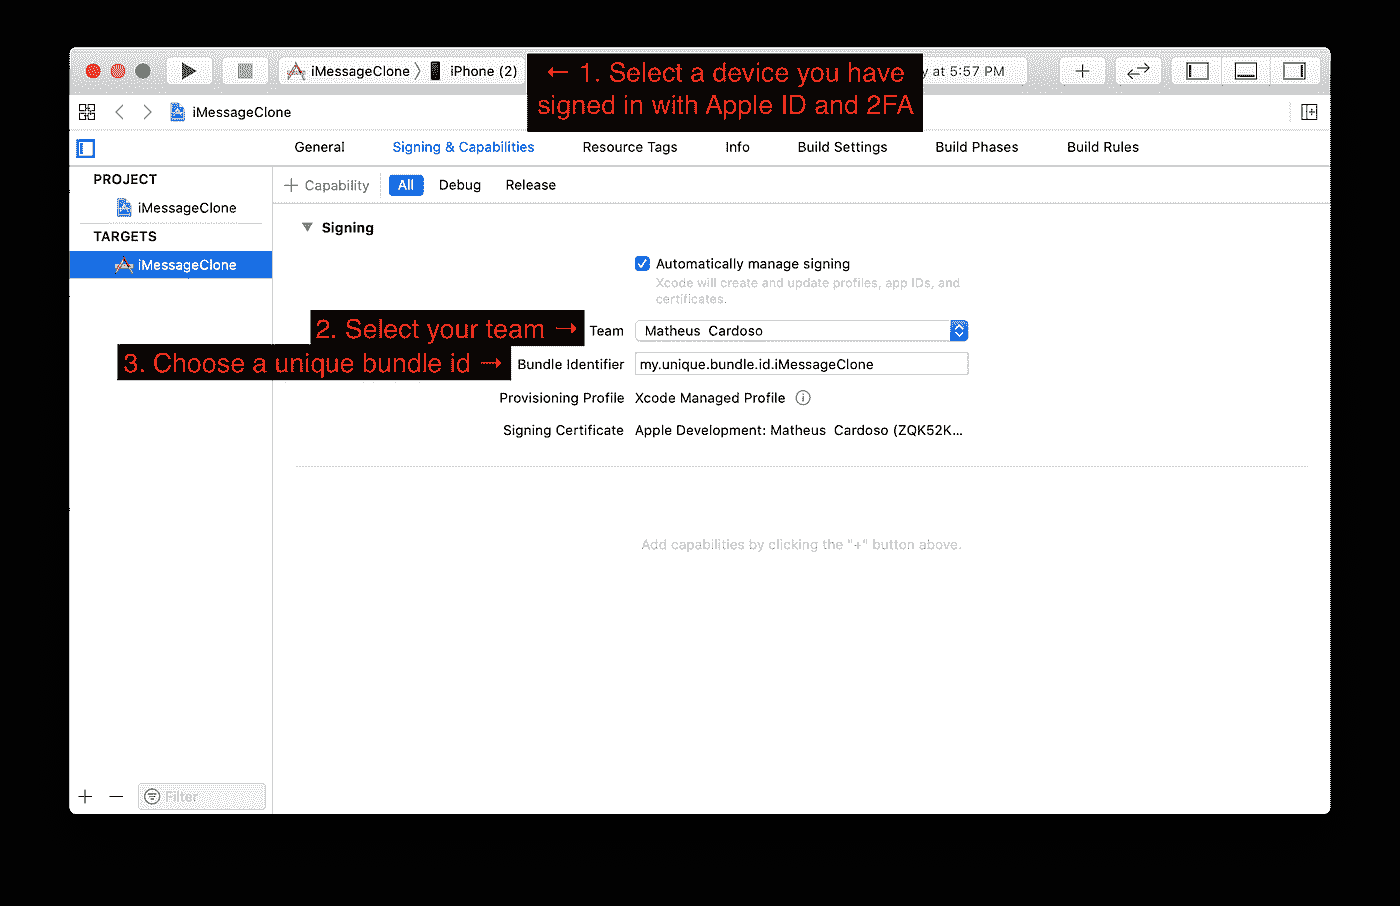 iMessageClone 〉 iPhone (2)
← 1. Select a device you have
signed in with Apple ID and 2FA
at 5:57 PM
iMessageClone
General Signing & Capabilities Resource Tags Info Build Settings Build Phases Build Rules
PROJECT
iMessageClone
TARGETS
iMessageClone
+ Capability All Debug Release
Signing
Automatically manage signing
Xcode will create and update profiles, app IDs, and
certificates.
2. Select your team →
Team Matheus Cardoso
3. Choose a unique bundle id →
Bundle Identifier my.unique.bundle.id.iMessageClone
Provisioning Profile Xcode Managed Profile
Signing Certificate Apple Development: Matheus Cardoso (ZQK52K...
Add capabilities by clicking the "+" button above.
Filter